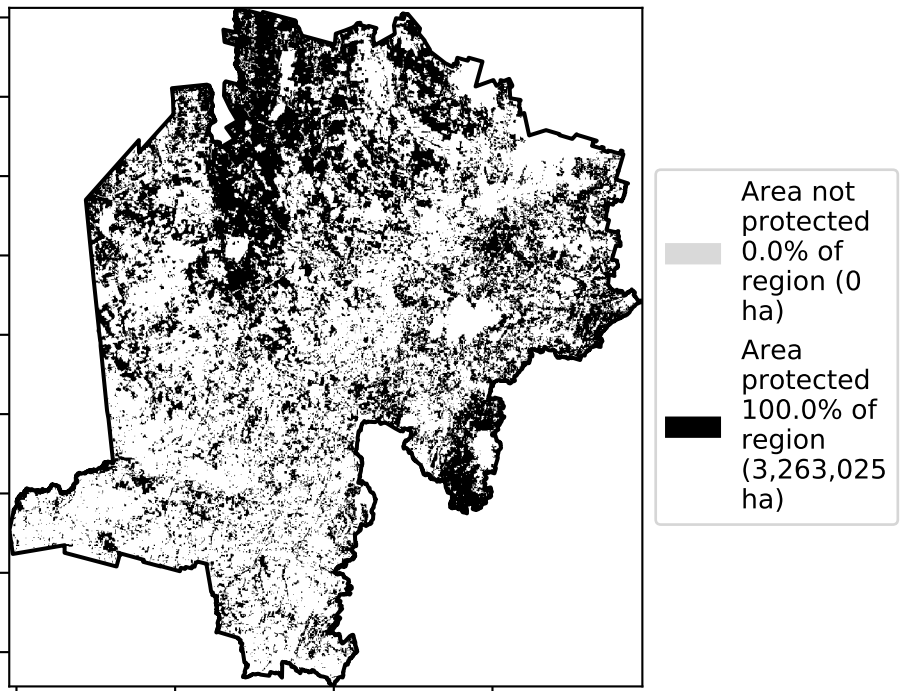 Area not
protected
0.0% of
region (0
ha)
Area
protected
100.0% of
region
(3,263,025
ha)